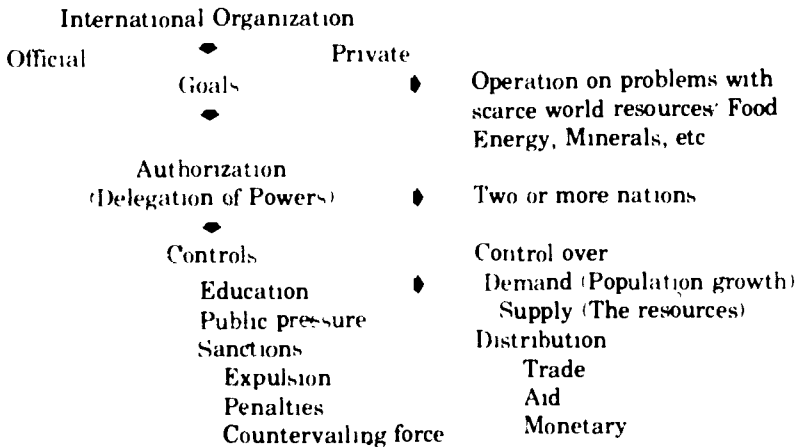 International Organization
Official Private
Goals Operation on problems with
scarce world resources: Food
Energy, Minerals, etc
Authorization
(Delegation of Powers) Two or more nations
Controls Control over
Education Demand (Population growth)
Public pressure Supply (The resources)
Sanctions Distribution
Expulsion Trade
Penalties Aid
Countervailing force Monetary